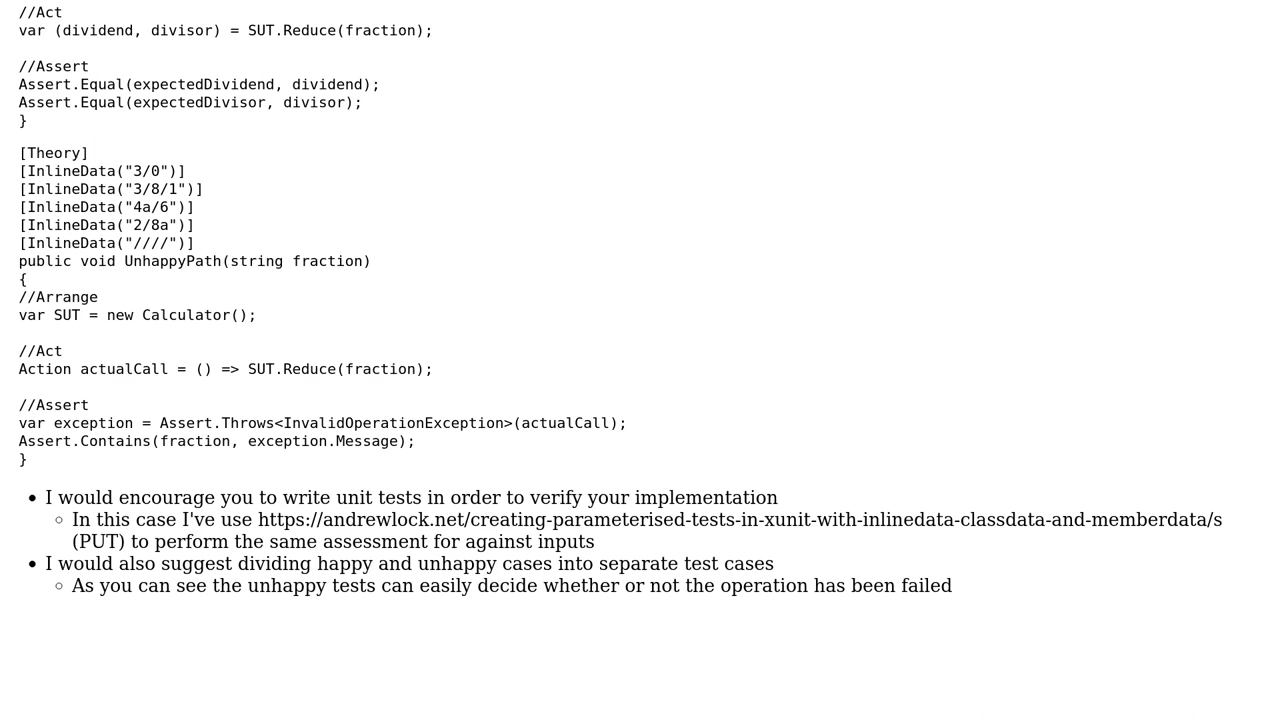 //Act
var (dividend, divisor) = SUT.Reduce(fraction);
//Assert
Assert.Equal(expectedDividend, dividend);
Assert.Equal(expectedDivisor, divisor);
}
[Theory]
[InlineData("3/0")]
[InlineData("3/8/1")]
[InlineData("4a/6")]
[InlineData("2/8a")]
[InlineData("////")]
public void UnhappyPath(string fraction)
{
//Arrange
var SUT = new Calculator();
//Act
Action actualCall = () => SUT.Reduce(fraction);
//Assert
var exception = Assert.Throws<InvalidOperationException>(actualCall);
Assert.Contains(fraction, exception.Message);
}
• I would encourage you to write unit tests in order to verify your implementation
◦ In this case I've use https://andrewlock.net/creating-parameterised-tests-in-xunit-with-inlinedata-classdata-and-memberdata/s
(PUT) to perform the same assessment for against inputs
• I would also suggest dividing happy and unhappy cases into separate test cases
◦ As you can see the unhappy tests can easily decide whether or not the operation has been failed